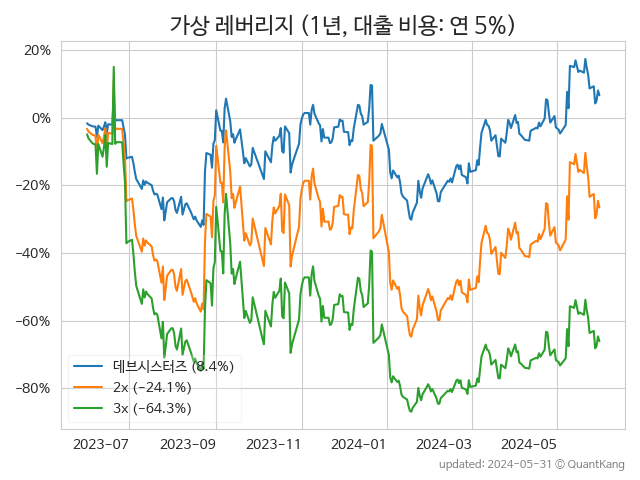 가상 레버리지 (1년, 대출 비용: 연 5%)
20%
0%
−20%
−40%
−60%
−80%
데브시스터즈 (8.4%)
2x (−24.1%)
3x (−64.3%)
2023-07 2023-09 2023-11 2024-01 2024-03 2024-05
updated: 2024-05-31 © QuantKang